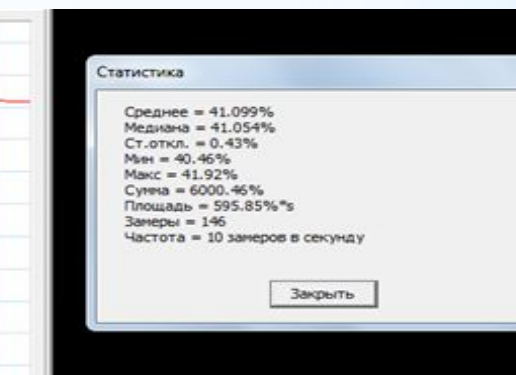 Статистика
Среднее = 41.099%
Медиана = 41.054%
Ст.откл. = 0.43%
Мин = 40.46%
Макс = 41.92%
Сумма = 6000.46%
Площадь = 595.85%*s
Замеры = 146
Частота = 10 замеров в секунду
Закрыть